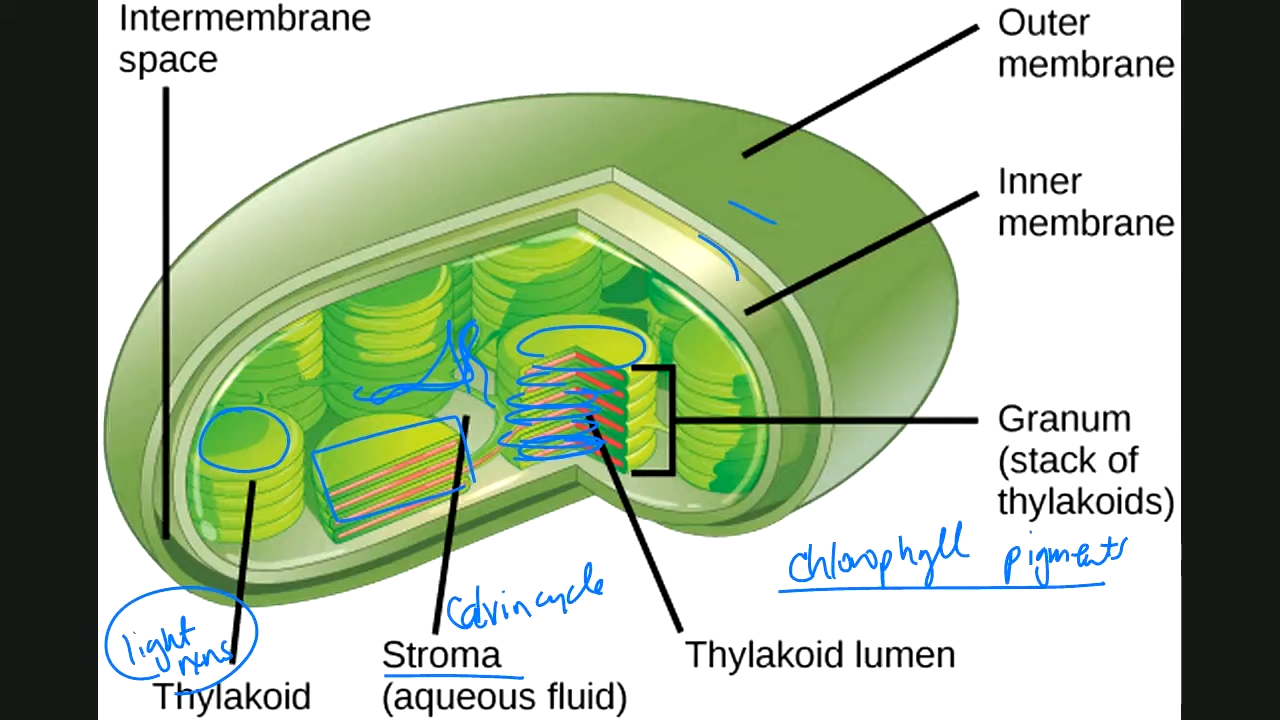 Intermembrane
space
Outer
membrane
Inner
membrane
Granum
(stack of
thylakoids)
chlorophyll pigments
Calvin cycle
light
rxns
Thylakoid
Stroma
(aqueous fluid)
Thylakoid lumen